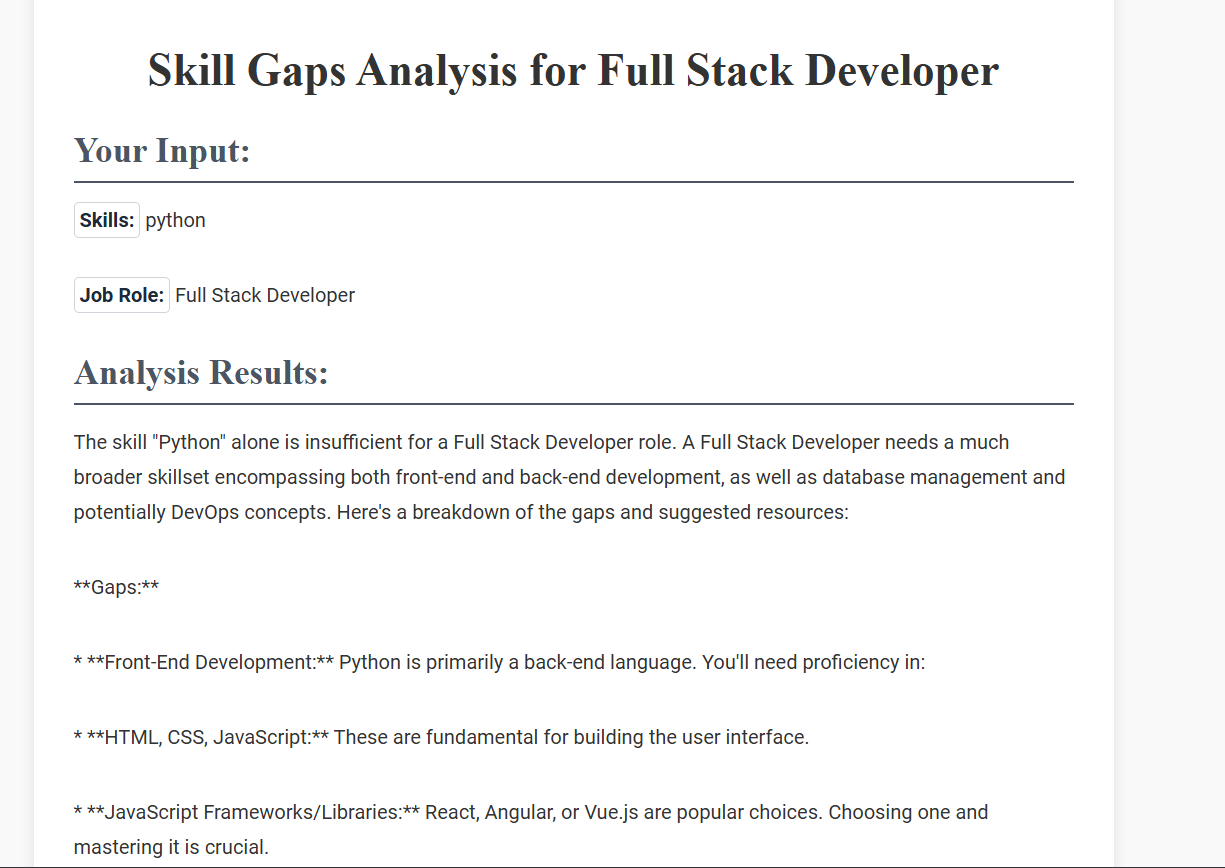 Skill Gaps Analysis for Full Stack Developer
Your Input:
Skills: python
Job Role: Full Stack Developer
Analysis Results:
The skill "Python" alone is insufficient for a Full Stack Developer role. A Full Stack Developer needs a much
broader skillset encompassing both front-end and back-end development, as well as database management and
potentially DevOps concepts. Here's a breakdown of the gaps and suggested resources:
**Gaps:**
* **Front-End Development:** Python is primarily a back-end language. You'll need proficiency in:
* **HTML, CSS, JavaScript:** These are fundamental for building the user interface.
* **JavaScript Frameworks/Libraries:** React, Angular, or Vue.js are popular choices. Choosing one and
mastering it is crucial.